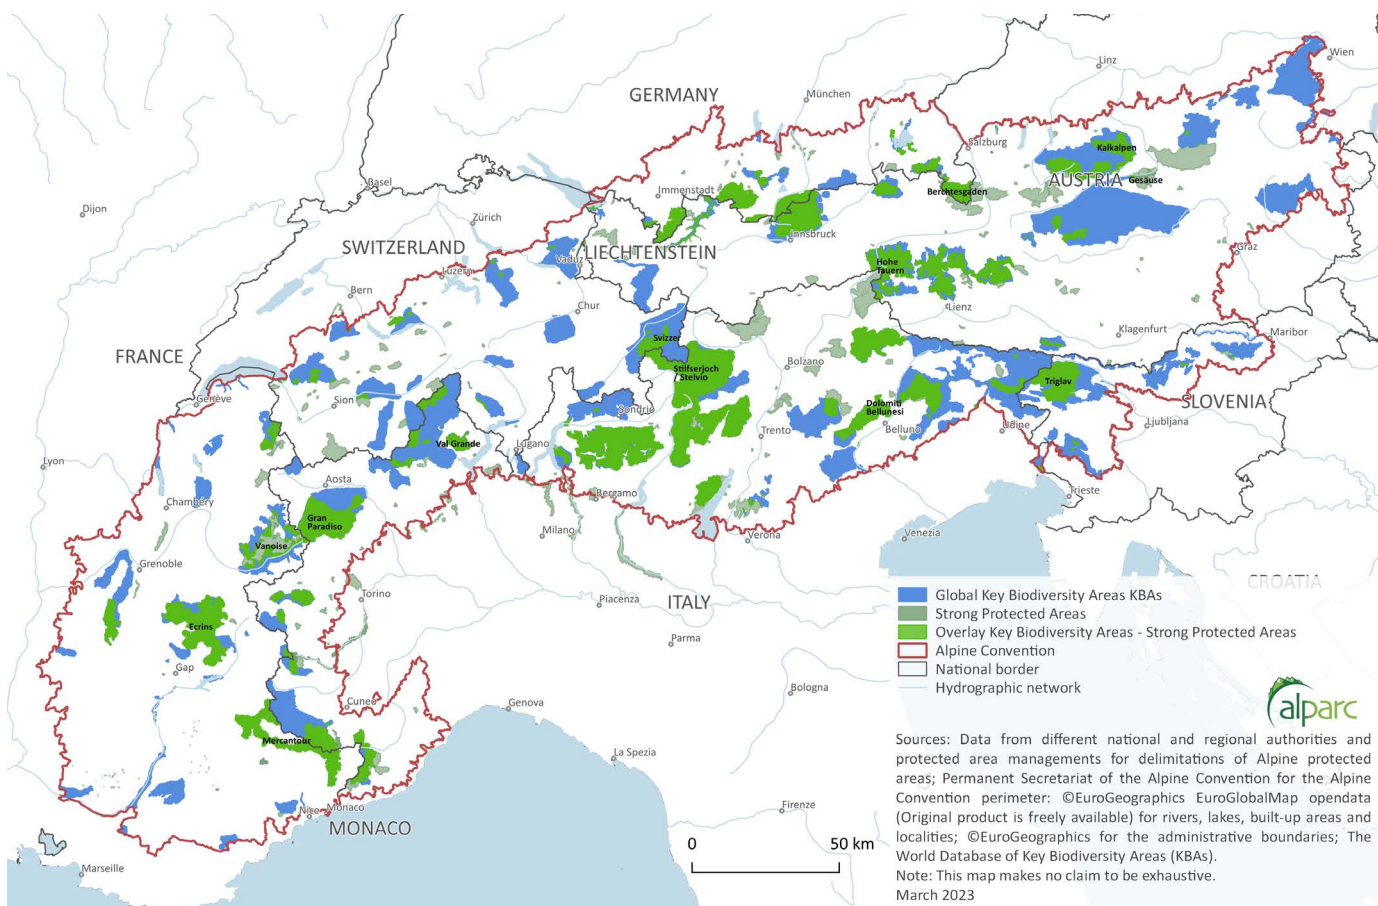 Wien
Linz
München
GERMANY
Salzburg
Kalkalpen
Gesäuse
AUSTRIA
Basel
Immenstadt
Berchtesgaden
Dijon
Zürich
Innsbruck
SWITZERLAND
LIECHTENSTEIN
Vaduz
Luzern
Graz
Hohe
Tauern
Bern
Chur
Lienz
Klagenfurt
Maribor
Svizzer
FRANCE
Bolzano
Stilfserjoch
Stelvio
Triglav
Genève
Sion
Sondrio
Dolomiti
Bellunesi
SLOVENIA
Belluno
Udine
Ljubljana
Val Grande
Lugano
Trento
Lyon
Aosta
Bergamo
Trieste
Chambéry
Gran
Paradiso
Milano
Verona
Venezia
Vanoise
Grenoble
CROATIA
Torino
Piacenza
ITALY
Ecrins
Parma
Gap
Bologna
Cuneo
Genova
Mercantour
La Spezia
Nice
Monaco
MONACO
Firenze
Marseille
0 50 km
Global Key Biodiversity Areas KBAs
Strong Protected Areas
Overlay Key Biodiversity Areas - Strong Protected Areas
Alpine Convention
National border
Hydrographic network
alparc
Sources: Data from different national and regional authorities and
protected area managements for delimitations of Alpine protected
areas; Permanent Secretariat of the Alpine Convention for the Alpine
Convention perimeter: ©EuroGeographics EuroGlobalMap opendata
(Original product is freely available) for rivers, lakes, built-up areas and
localities; ©EuroGeographics for the administrative boundaries; The
World Database of Key Biodiversity Areas (KBAs).
Note: This map makes no claim to be exhaustive.
March 2023